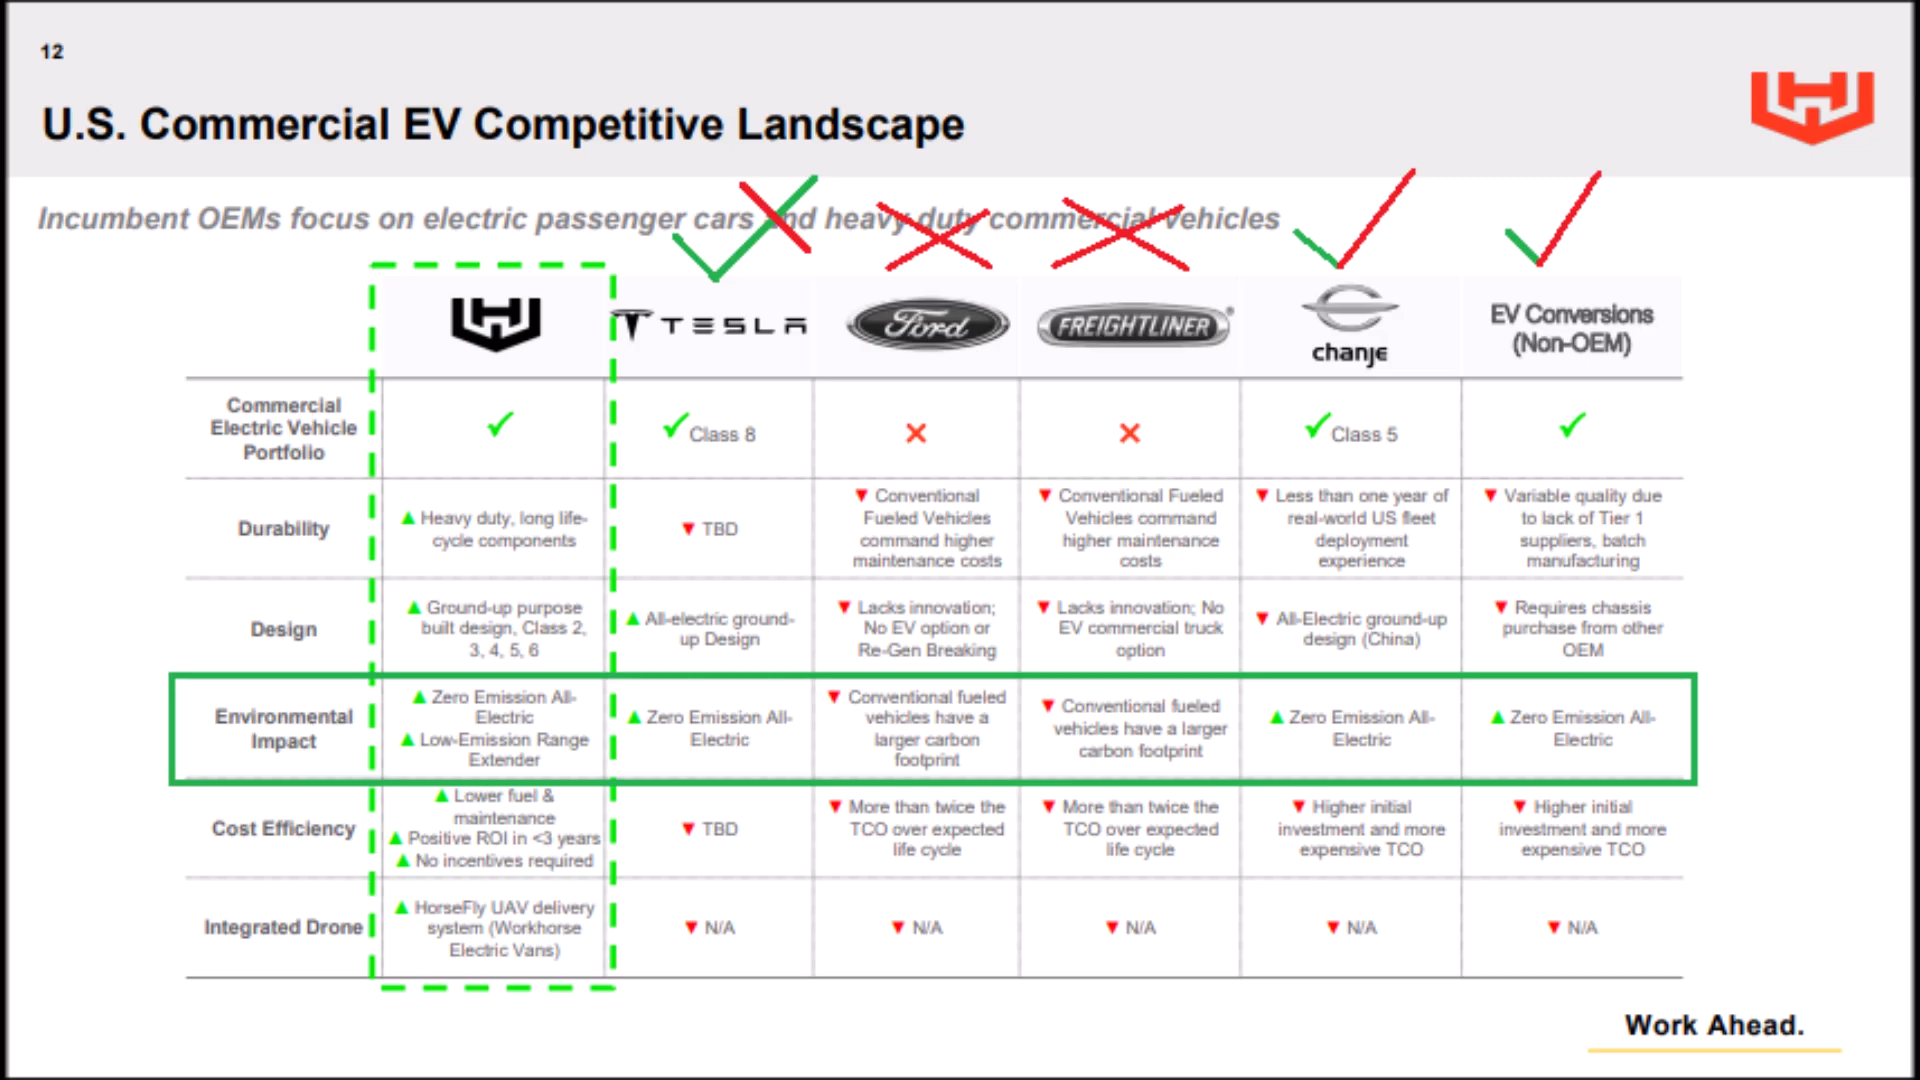 12
U.S. Commercial EV Competitive Landscape
Incumbent OEMs focus on electric passenger cars and heavy duty commercial vehicles
TESLA
Ford
FREIGHTLINER
chanje
EV Conversions
(Non-OEM)
Commercial
Electric Vehicle
Portfolio
Class 8
Class 5
Durability
Heavy duty, long life-
cycle components
TBD
Conventional
Fueled Vehicles
command higher
maintenance costs
Conventional Fueled
Vehicles command
higher maintenance
costs
Less than one year of
real-world US fleet
deployment
experience
Variable quality due
to lack of Tier 1
suppliers, batch
manufacturing
Design
Ground-up purpose
built design, Class 2,
3, 4, 5, 6
All-electric ground-
up Design
Lacks innovation;
No EV option or
Re-Gen Breaking
Lacks innovation; No
EV commercial truck
option
All-Electric ground-up
design (China)
Requires chassis
purchase from other
OEM
Environmental
Impact
Zero Emission All-
Electric
Low-Emission Range
Extender
Zero Emission All-
Electric
Conventional fueled
vehicles have a
larger carbon
footprint
Conventional fueled
vehicles have a larger
carbon footprint
Zero Emission All-
Electric
Zero Emission All-
Electric
Cost Efficiency
Lower fuel &
maintenance
Positive ROI in <3 years
No incentives required
TBD
More than twice the
TCO over expected
life cycle
More than twice the
TCO over expected
life cycle
Higher initial
investment and more
expensive TCO
Higher initial
investment and more
expensive TCO
Integrated Drone
HorseFly UAV delivery
system (Workhorse
Electric Vans)
N/A
N/A
N/A
N/A
N/A
Work Ahead.